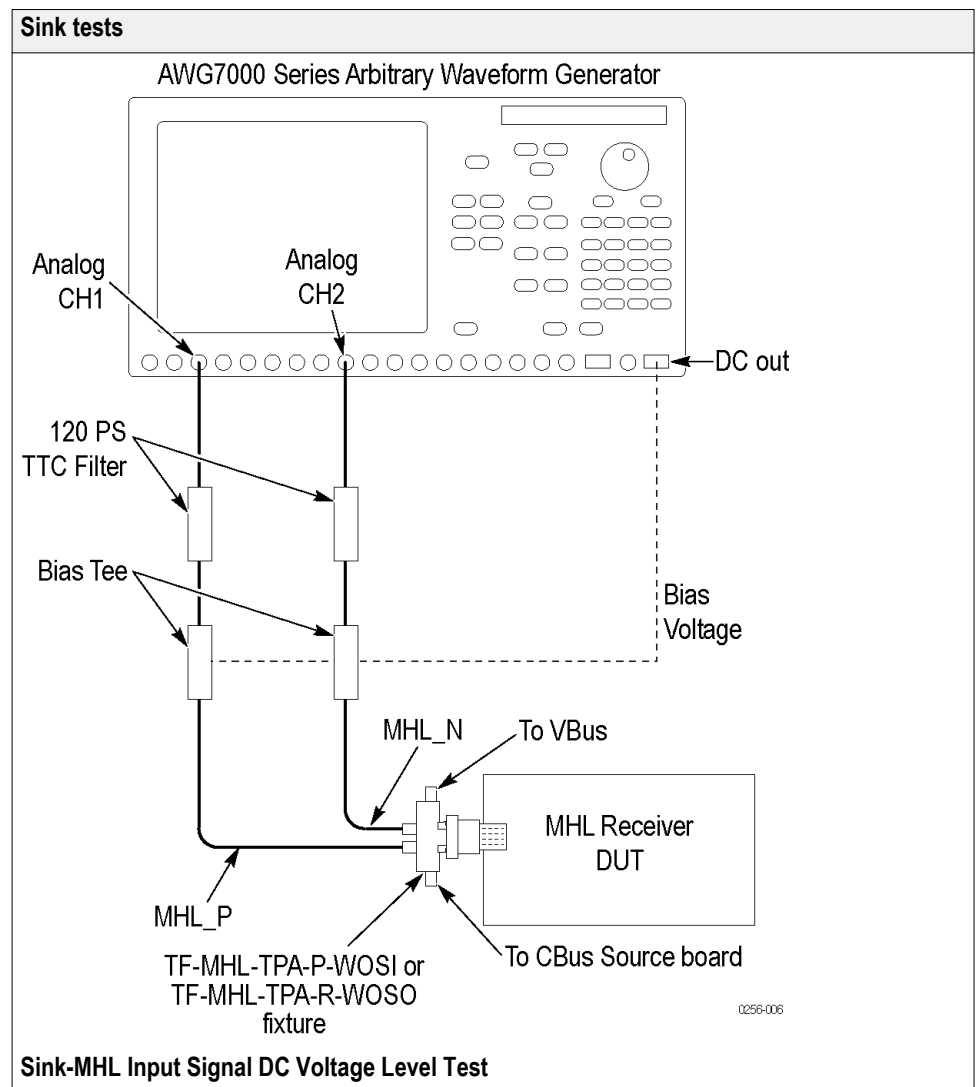 Sink tests
AWG7000 Series Arbitrary Waveform Generator
Analog
CH1
Analog
CH2
DC out
120 PS
TTC Filter
Bias Tee
Bias
Voltage
MHL_N
To VBus
MHL Receiver
DUT
MHL_P
To CBus Source board
TF-MHL-TPA-P-WOSI or
TF-MHL-TPA-R-WOSO
fixture
0256-006
Sink-MHL Input Signal DC Voltage Level Test